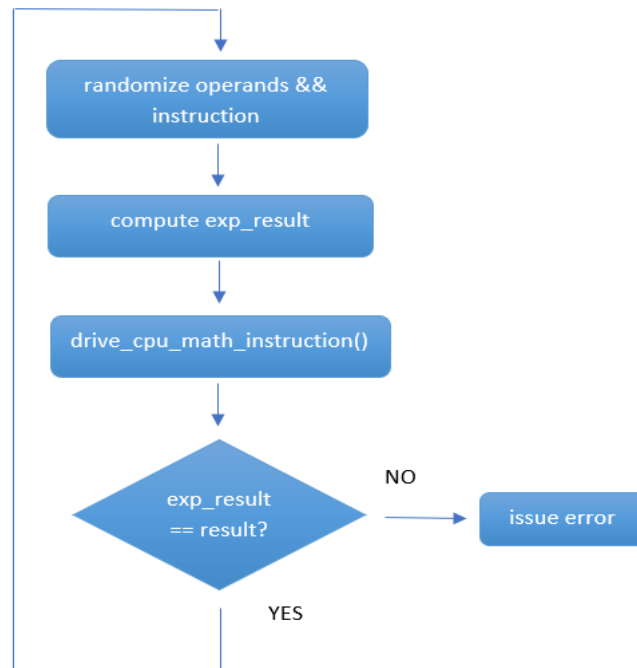 randomize operands &&
instruction
compute exp_result
drive_cpu_math_instruction()
exp_result
== result?
NO
issue error
YES